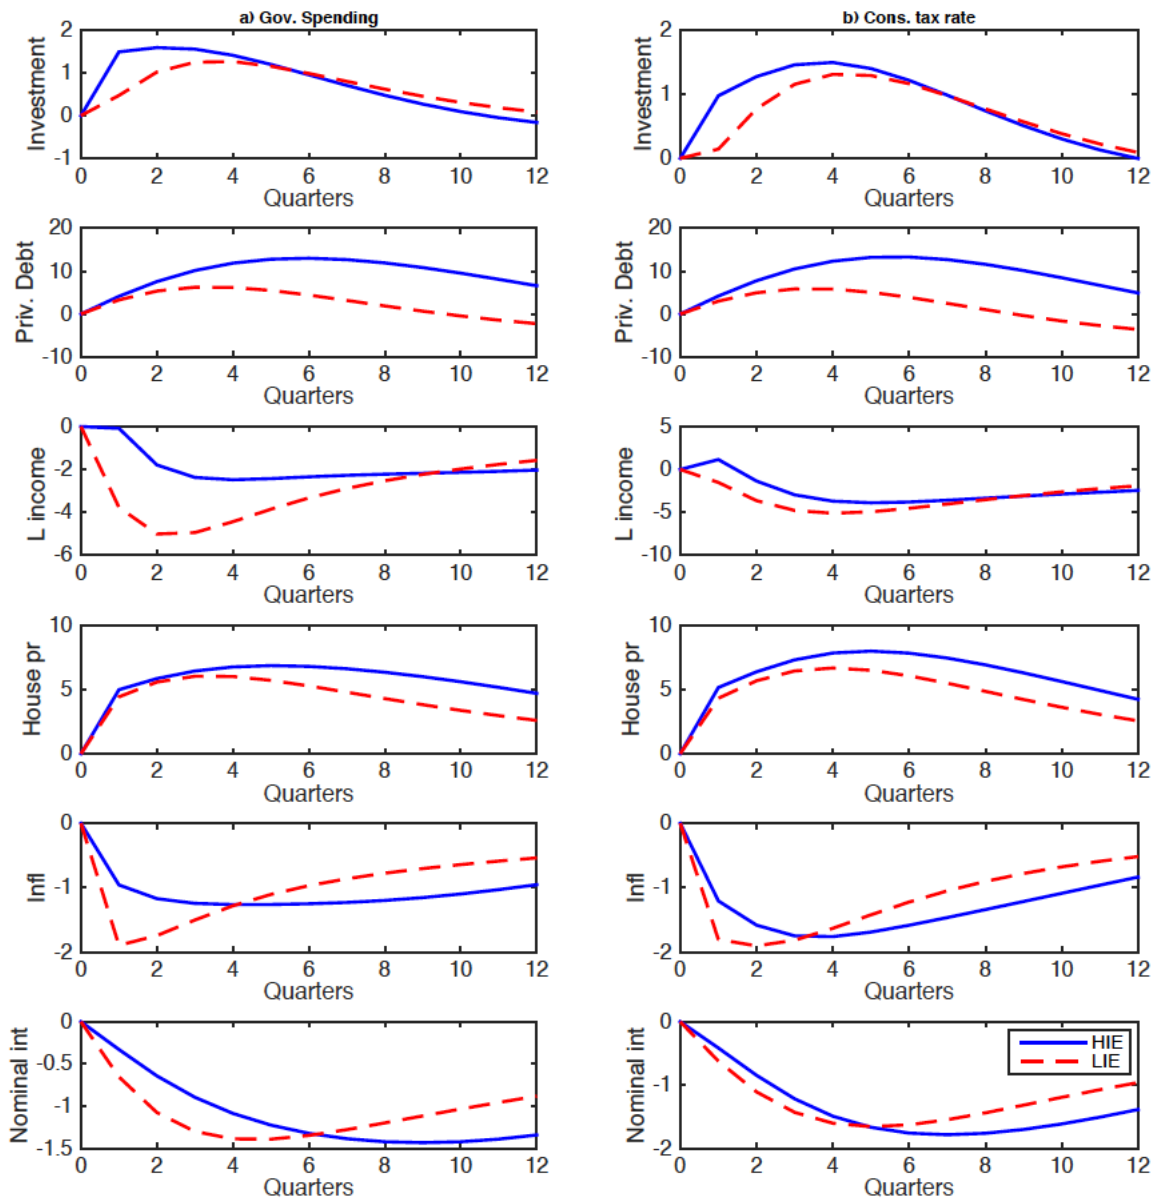 a) Gov. Spending
b) Cons. tax rate
2
1
0
-1
Investment
0 2 4 6 8 10 12
Quarters
2
1
0
Investment
0 2 4 6 8 10 12
Quarters
20
10
0
-10
Priv. Debt
0 2 4 6 8 10 12
Quarters
20
10
0
-10
Priv. Debt
0 2 4 6 8 10 12
Quarters
0
-2
-4
-6
L income
0 2 4 6 8 10 12
Quarters
5
0
-5
-10
L income
0 2 4 6 8 10 12
Quarters
10
5
0
House pr
0 2 4 6 8 10 12
Quarters
10
5
0
House pr
0 2 4 6 8 10 12
Quarters
0
-1
-2
Infl
0 2 4 6 8 10 12
Quarters
0
-1
-2
Infl
0 2 4 6 8 10 12
Quarters
0
-0.5
-1
-1.5
Nominal int
0 2 4 6 8 10 12
Quarters
0
-1
-2
Nominal int
HIE
LIE
0 2 4 6 8 10 12
Quarters